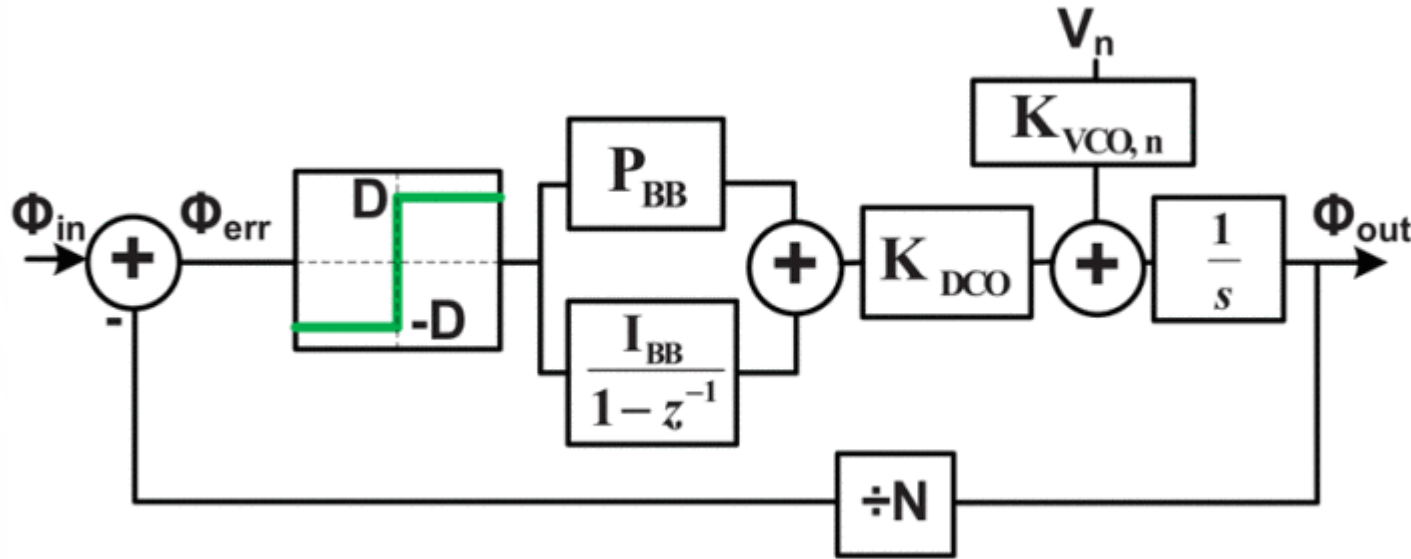 Vn
KVCO, n
PBB
D
Φin
Φerr
+
+
KDCO
+
1
s
Φout
-
-D
IBB
1 − z−1
÷N